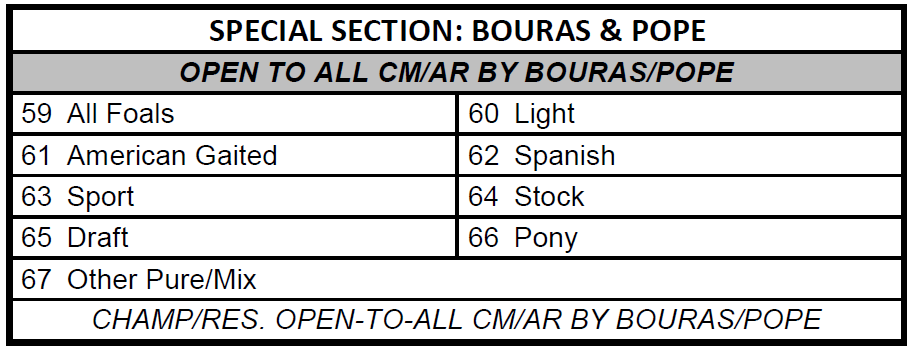 SPECIAL SECTION: BOURAS & POPE
OPEN TO ALL CM/AR BY BOURAS/POPE
59 All Foals
60 Light
61 American Gaited
62 Spanish
63 Sport
64 Stock
65 Draft
66 Pony
67 Other Pure/Mix
CHAMP/RES. OPEN-TO-ALL CM/AR BY BOURAS/POPE